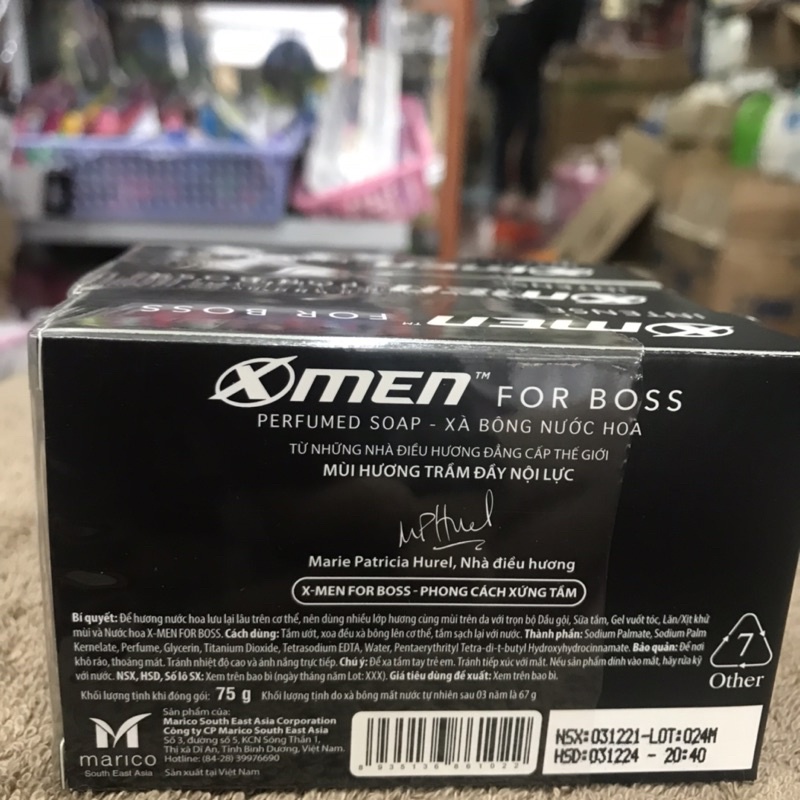 X-MEN™ FOR BOSS
PERFUMED SOAP - XÀ BÔNG NƯỚC HOA
TỪ NHỮNG NHÀ ĐIỀU HƯƠNG ĐẲNG CẤP THẾ GIỚI
MÙI HƯƠNG TRẦM ĐẦY NỘI LỰC
MPHurel
Marie Patricia Hurel, Nhà điều hương
X-MEN FOR BOSS - PHONG CÁCH XỨNG TẦM
Bí quyết: Để hương nước hoa lưu lại lâu trên cơ thể, nên dùng nhiều lớp hương cùng mùi trên da với trọn bộ Dầu gội, Sữa tắm, Gel vuốt tóc, Lăn/Xịt khử
mùi và Nước hoa X-MEN FOR BOSS. Cách dùng: Tắm ướt, xoa đều xà bông lên cơ thể, tắm sạch lại với nước. Thành phần: Sodium Palmate, Sodium Palm
Kernelate, Perfume, Glycerin, Titanium Dioxide, Tetrasodium EDTA, Water, Pentaerythrityl Tetra-di-t-butyl Hydroxyhydrocinnamate. Bảo quản: Để nơi
khô ráo, thoáng mát. Tránh nhiệt độ cao và ánh nắng trực tiếp. Chú ý: Để xa tầm tay trẻ em. Tránh tiếp xúc với mắt. Nếu sản phẩm dính vào mắt, hãy rửa kỹ
với nước. NSX, HSD, Số lô SX: Xem trên bao bì (ngày tháng năm Lot: XXX). Giá tiêu dùng đề xuất: Xem trên bao bì.
Khối lượng tịnh khi đóng gói: 75 g Khối lượng tịnh do xà bông mất nước tự nhiên sau 03 năm là 67 g
7
Other
marico
South East Asia
Sản phẩm của:
Marico South East Asia Corporation
Công ty CP Marico South East Asia
Số 3, đường số 5, KCN Sóng Thần 1,
Thị xã Dĩ An, Tỉnh Bình Dương, Việt Nam.
Hotline: (84-28) 39976690
Sản xuất tại Việt Nam
NSX:031221-LOT:024M
HSD:031224 - 20:40